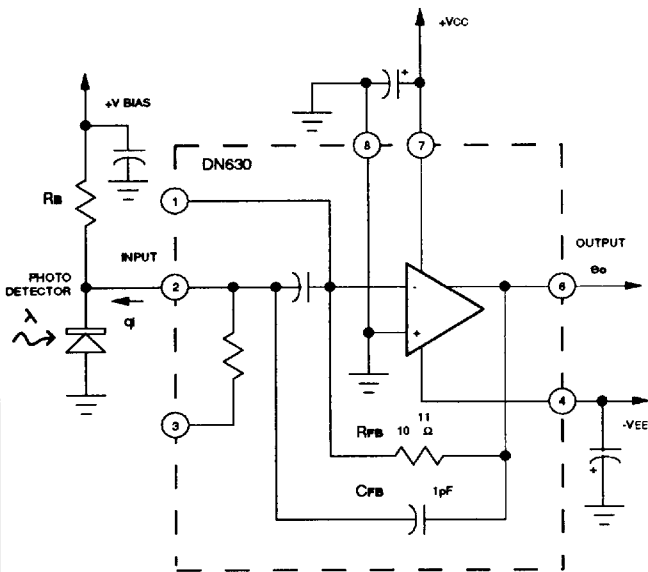 +VCC
+
+V BIAS
8
7
DN630
RB
1
INPUT
OUTPUT
eo
PHOTO
DETECTOR
2
6
-
λ
qi
+
4
-VEE
3
RFB 10 11 Ω
+
CFB 1pF